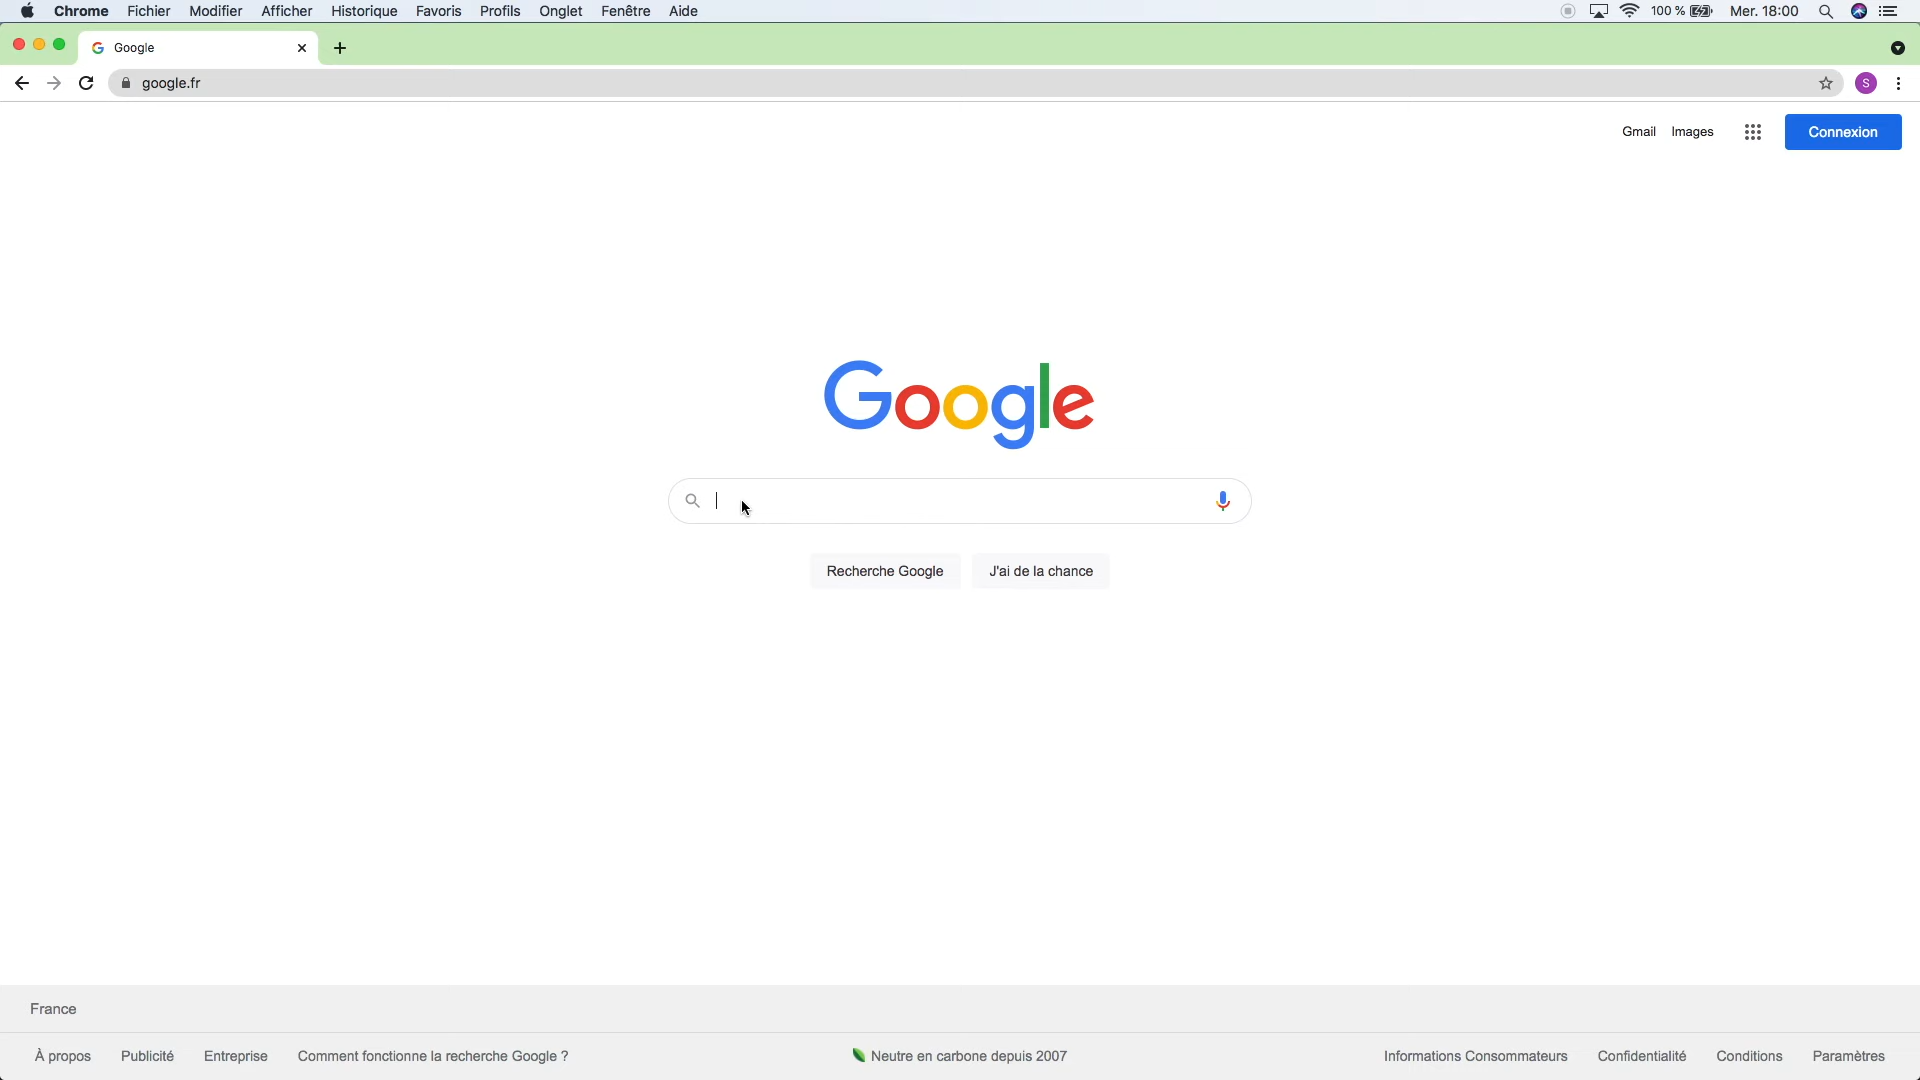 Chrome Fichier Modifier Afficher Historique Favoris Profils Onglet Fenêtre Aide 100 % Mer. 18:00
Google
google.fr S
Gmail Images Connexion
Google
Recherche Google J'ai de la chance
France
À propos Publicité Entreprise Comment fonctionne la recherche Google ? Neutre en carbone depuis 2007 Informations Consommateurs Confidentialité Conditions Paramètres